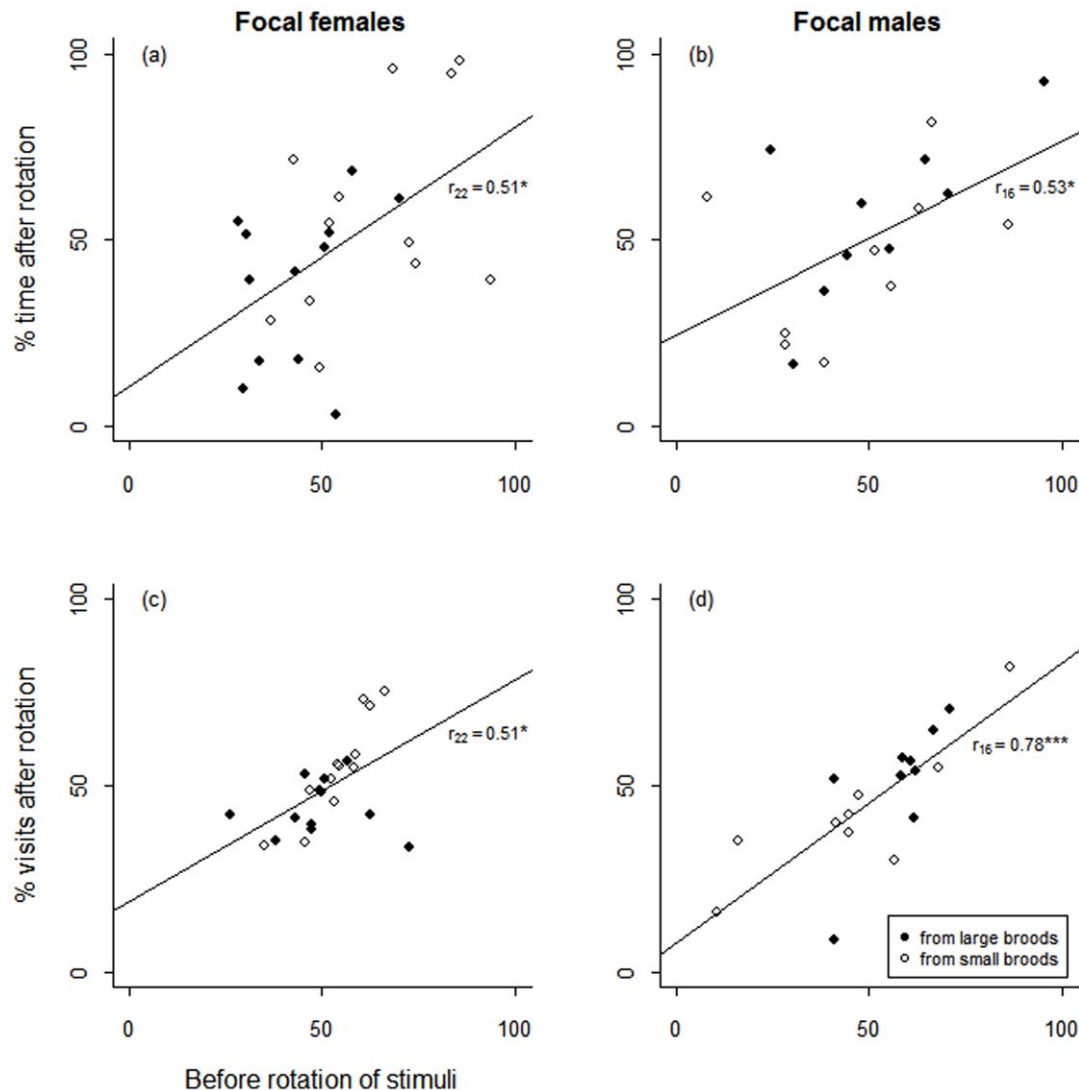 Focal females
Focal males
(a)
(b)
100
50
0
% time after rotation
r22 = 0.51*
r16 = 0.53*
0 50 100
0 50 100
(c)
(d)
100
50
0
% visits after rotation
100
50
0
100
50
0
r22 = 0.51*
r16 = 0.78***
from large broods
from small broods
0 50 100
0 50 100
Before rotation of stimuli